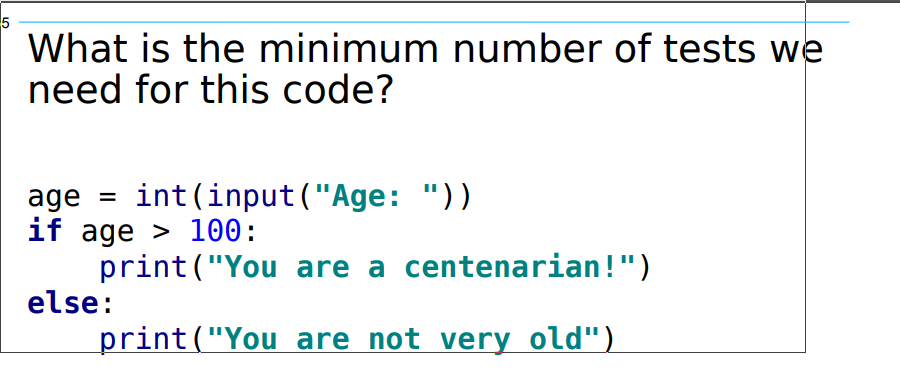 5
What is the minimum number of tests we
need for this code?
age = int(input("Age: "))
if age > 100:
    print("You are a centenarian!")
else:
    print("You are not very old")